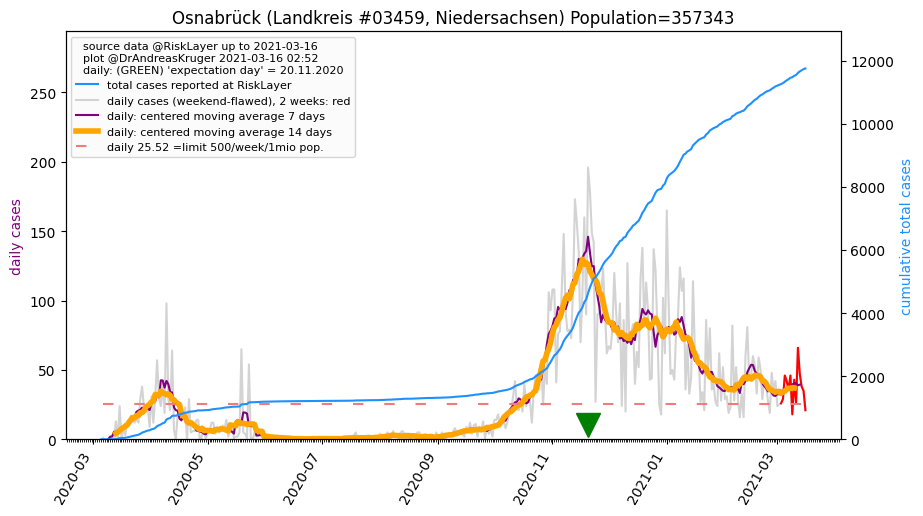 Osnabrück (Landkreis #03459, Niedersachsen) Population=357343
source data @RiskLayer up to 2021-03-16
plot @DrAndreasKruger 2021-03-16 02:52
daily: (GREEN) 'expectation day' = 20.11.2020
total cases reported at RiskLayer
daily cases (weekend-flawed), 2 weeks: red
daily: centered moving average 7 days
daily: centered moving average 14 days
daily 25.52 =limit 500/week/1mio pop.
daily cases
250
200
150
100
50
0
cumulative total cases
12000
10000
8000
6000
4000
2000
0
2020-03
2020-05
2020-07
2020-09
2020-11
2021-01
2021-03